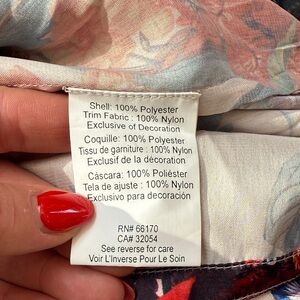 Shell: 100% Polyester
Trim Fabric: 100% Nylon
Exclusive of Decoration
Coquille: 100% Polyester
Tissu de garniture : 100% Nylon
Exclusif de la décoration
Cáscara: 100% Poliéster
Tela de ajuste : 100% Nylon
Exclusivo para decoración
RN# 66170
CA# 32054
See reverse for care
Voir L'Inverse Pour Le Soin